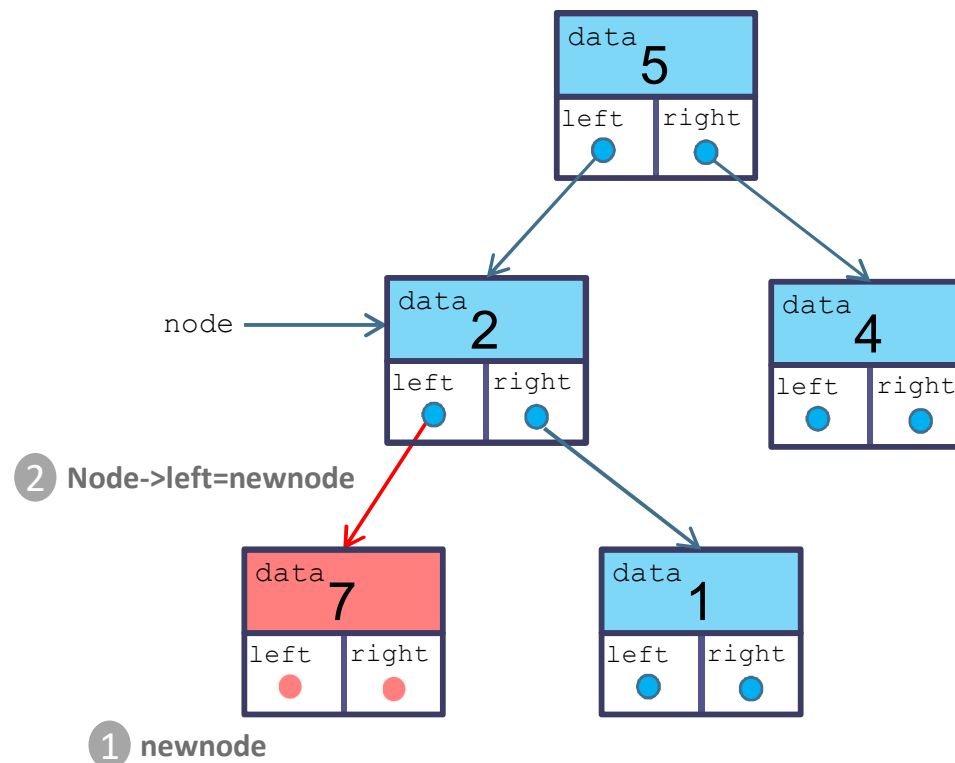 data
5
left right
node
data
2
left right
data
4
left right
2 Node->left=newnode
data
7
left right
data
1
left right
1 newnode